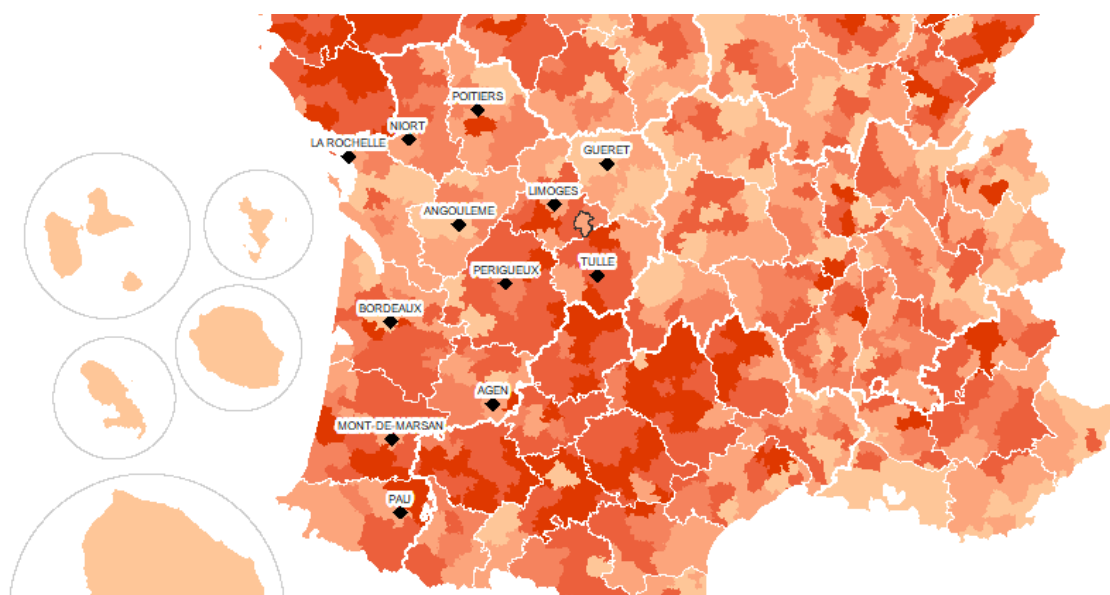 POITIERS
NIORT
LA ROCHELLE
GUERET
LIMOGES
ANGOULEME
PERIGUEUX
TULLE
BORDEAUX
AGEN
MONT-DE-MARSAN
PAU